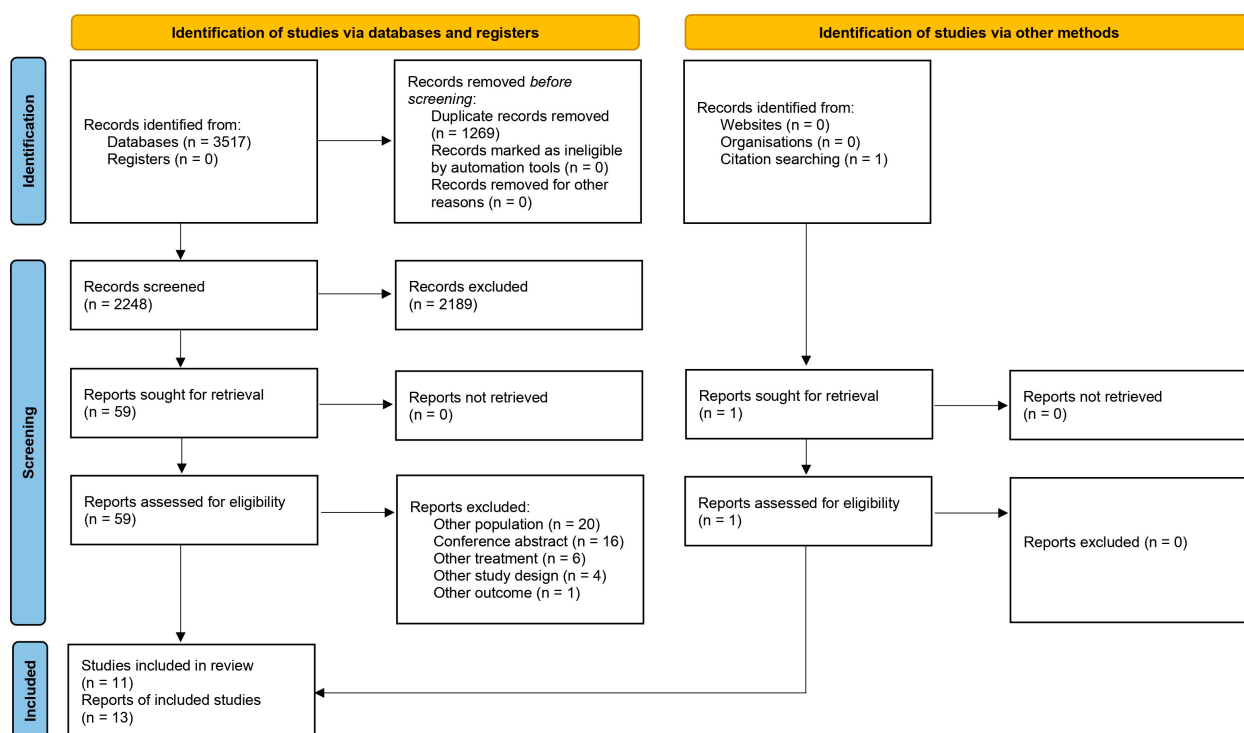 Identification of studies via databases and registers
Identification of studies via other methods
Identification
Records identified from:
Databases (n = 3517)
Registers (n = 0)
Records removed before
screening:
Duplicate records removed
(n = 1269)
Records marked as ineligible
by automation tools (n = 0)
Records removed for other
reasons (n = 0)
Records identified from:
Websites (n = 0)
Organisations (n = 0)
Citation searching (n = 1)
Screening
Records screened
(n = 2248)
Records excluded
(n = 2189)
Reports sought for retrieval
(n = 59)
Reports not retrieved
(n = 0)
Reports sought for retrieval
(n = 1)
Reports not retrieved
(n = 0)
Reports assessed for eligibility
(n = 59)
Reports excluded:
Other population (n = 20)
Conference abstract (n = 16)
Other treatment (n = 6)
Other study design (n = 4)
Other outcome (n = 1)
Reports assessed for eligibility
(n = 1)
Reports excluded (n = 0)
Included
Studies included in review
(n = 11)
Reports of included studies
(n = 13)